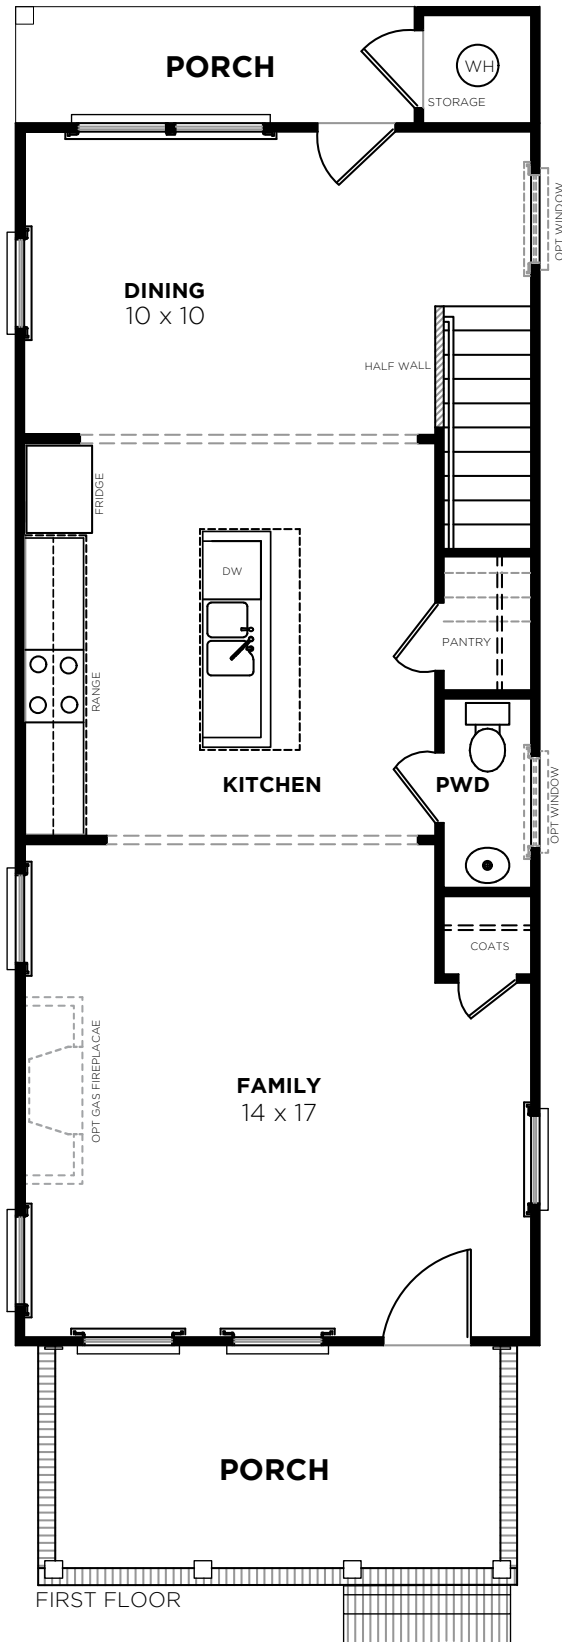 PORCH
WH
STORAGE
OPT WINDOW
DINING
10 x 10
HALF WALL
FRIDGE
DW
PANTRY
RANGE
KITCHEN
PWD
OPT WINDOW
COATS
OPT GAS FIREPLACAE
FAMILY
14 x 17
PORCH
FIRST FLOOR